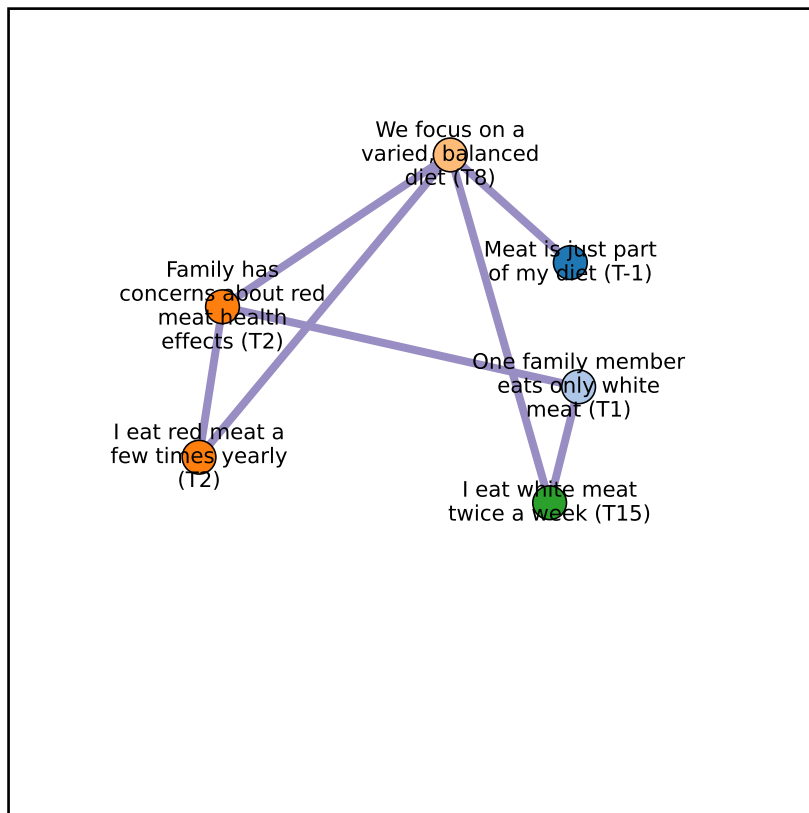 We focus on a
varied, balanced
diet (T8)
Meat is just part
of my diet (T-1)
Family has
concerns about red
meat health
effects (T2)
One family member
eats only white
meat (T1)
I eat red meat a
few times yearly
(T2)
I eat white meat
twice a week (T15)